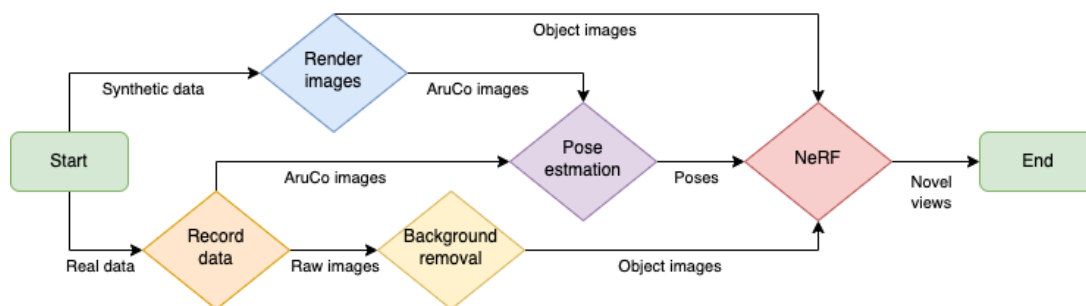 Object images
Render
images
Synthetic data
AruCo images
Start
Pose
estmation
NeRF
End
AruCo images
Poses
Novel
views
Record
data
Background
removal
Real data
Raw images
Object images